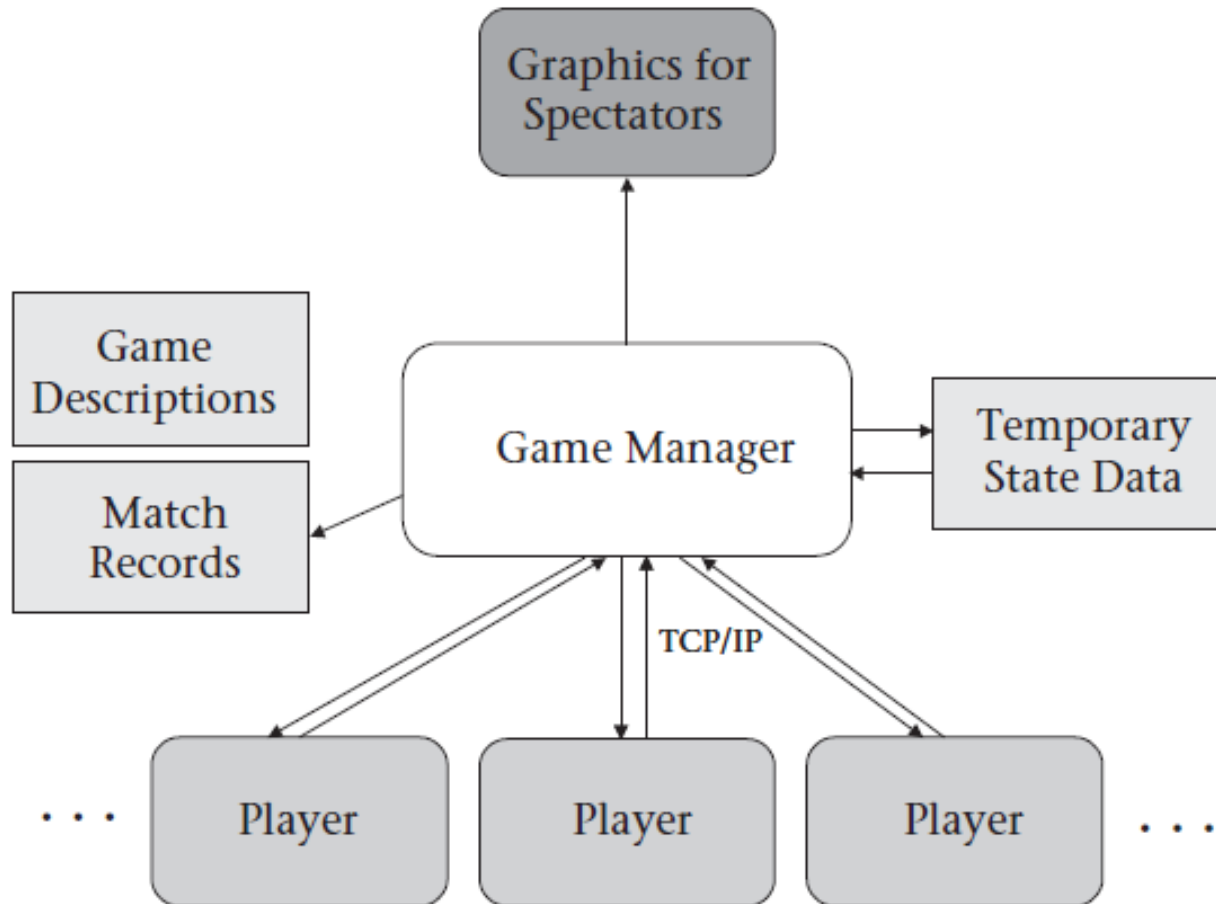 Graphics for
Spectators
Game
Descriptions
Game Manager
Temporary
State Data
Match
Records
TCP/IP
. . .
Player
Player
Player
. . .